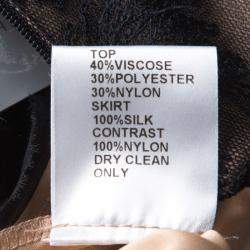 TOP
40%VISCOSE
30%POLYESTER
30%NYLON
SKIRT
100%SILK
CONTRAST
100%NYLON
DRY CLEAN
ONLY